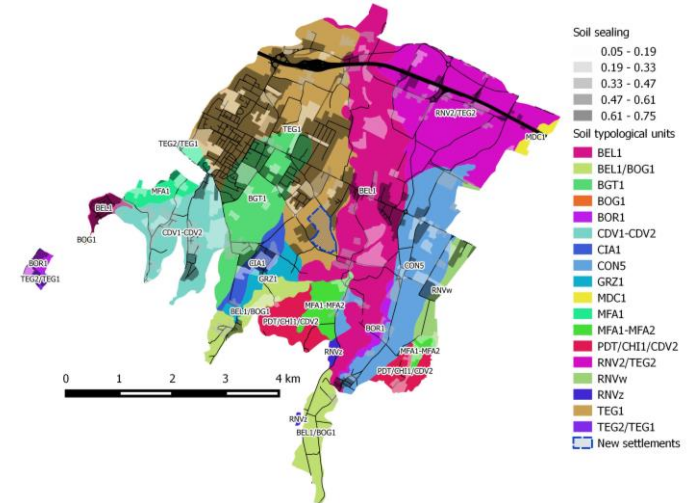 Soil sealing
0.05 - 0.19
0.19 - 0.33
0.33 - 0.47
0.47 - 0.61
0.61 - 0.75
Soil typological units
BEL1
BEL1/BOG1
BGT1
BOG1
BOR1
CDV1-CDV2
CIA1
CON5
GRZ1
MDC1
MFA1
MFA1-MFA2
PDT/CHI1/CDV2
RNV2/TEG2
RNVw
RNVz
TEG1
TEG2/TEG1
New settlements
RNV2/TEG2
MDC1
TEG1
TEG2/TEG1
MFA1
BEL1
BGT1
BEL1
BOG1
CDV1-CDV2
BOR1
TEG2/TEG1
CIA1
GRZ1
CON5
RNVw
BEL1/BOG1
MFA1-MFA2
PDT/CHI1/CDV2
BOR1
RNVz
MFA1-MFA2
PDT/CHI1/CDV2
0 1 2 3 4 km
RNVz
BEL1/BOG1